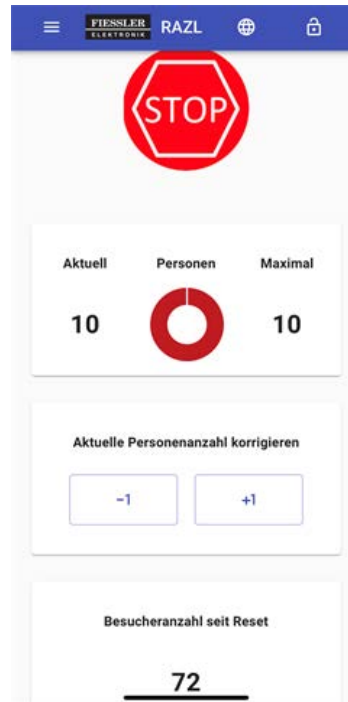 FIESSLER
ELEKTRONIK
RAZL
STOP
Aktuell Personen Maximal
10 10
Aktuelle Personenanzahl korrigieren
-1 +1
Besucheranzahl seit Reset
72